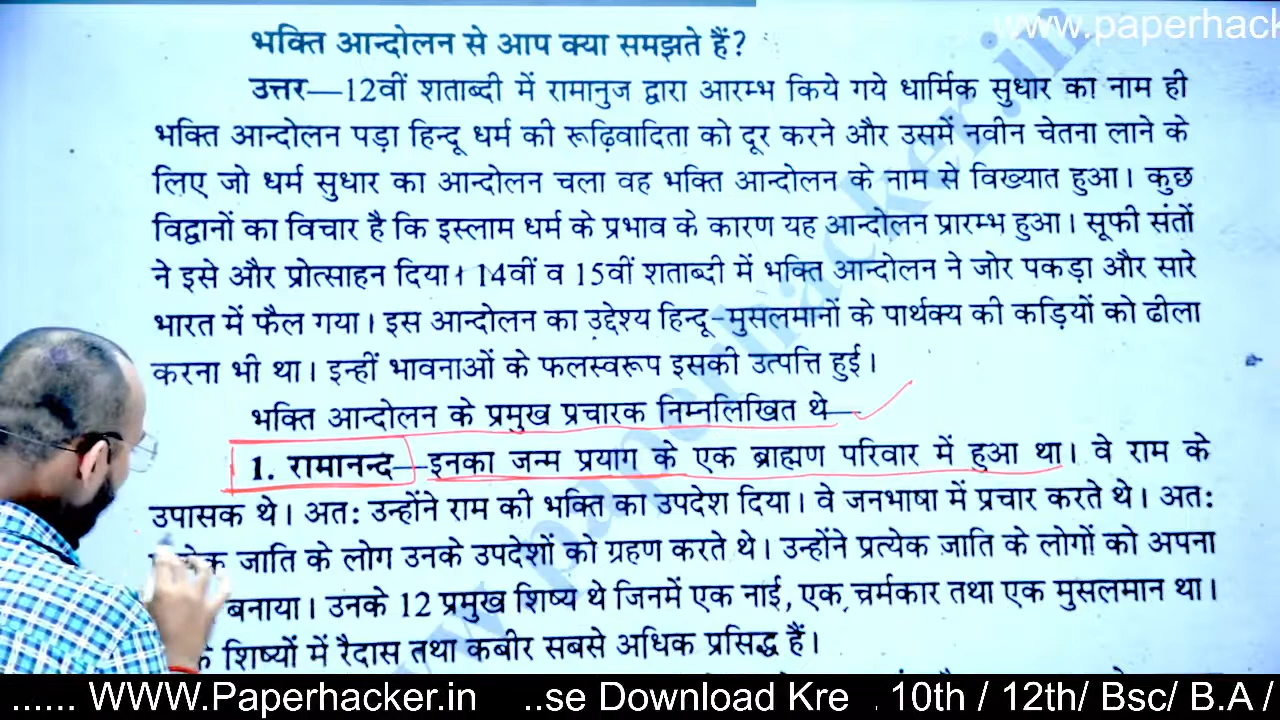 www.paperhacker.in
भक्ति आन्दोलन से आप क्या समझते हैं?
उत्तर—12वीं शताब्दी में रामानुज द्वारा आरम्भ किये गये धार्मिक सुधार का नाम ही
भक्ति आन्दोलन पड़ा हिन्दू धर्म की रूढ़िवादिता को दूर करने और उसमें नवीन चेतना लाने के
लिए जो धर्म सुधार का आन्दोलन चला वह भक्ति आन्दोलन के नाम से विख्यात हुआ। कुछ
विद्वानों का विचार है कि इस्लाम धर्म के प्रभाव के कारण यह आन्दोलन प्रारम्भ हुआ। सूफी संतों
ने इसे और प्रोत्साहन दिया। 14वीं व 15वीं शताब्दी में भक्ति आन्दोलन ने जोर पकड़ा और सारे
भारत में फैल गया। इस आन्दोलन का उद्देश्य हिन्दू-मुसलमानों के पार्थक्य की कड़ियों को ढीला
करना भी था। इन्हीं भावनाओं के फलस्वरूप इसकी उत्पत्ति हुई।
भक्ति आन्दोलन के प्रमुख प्रचारक निम्नलिखित थे—
1. रामानन्द—इनका जन्म प्रयाग के एक ब्राह्मण परिवार में हुआ था। वे राम के
उपासक थे। अतः उन्होंने राम की भक्ति का उपदेश दिया। वे जनभाषा में प्रचार करते थे। अतः
जाति के लोग उनके उपदेशों को ग्रहण करते थे। उन्होंने प्रत्येक जाति के लोगों को अपना
बनाया। उनके 12 प्रमुख शिष्य थे जिनमें एक नाई, एक चर्मकार तथा एक मुसलमान था।
शिष्यों में रैदास तथा कबीर सबसे अधिक प्रसिद्ध हैं।
...... WWW.Paperhacker.in ..se Download Kre . 10th / 12th/ Bsc/ B.A /